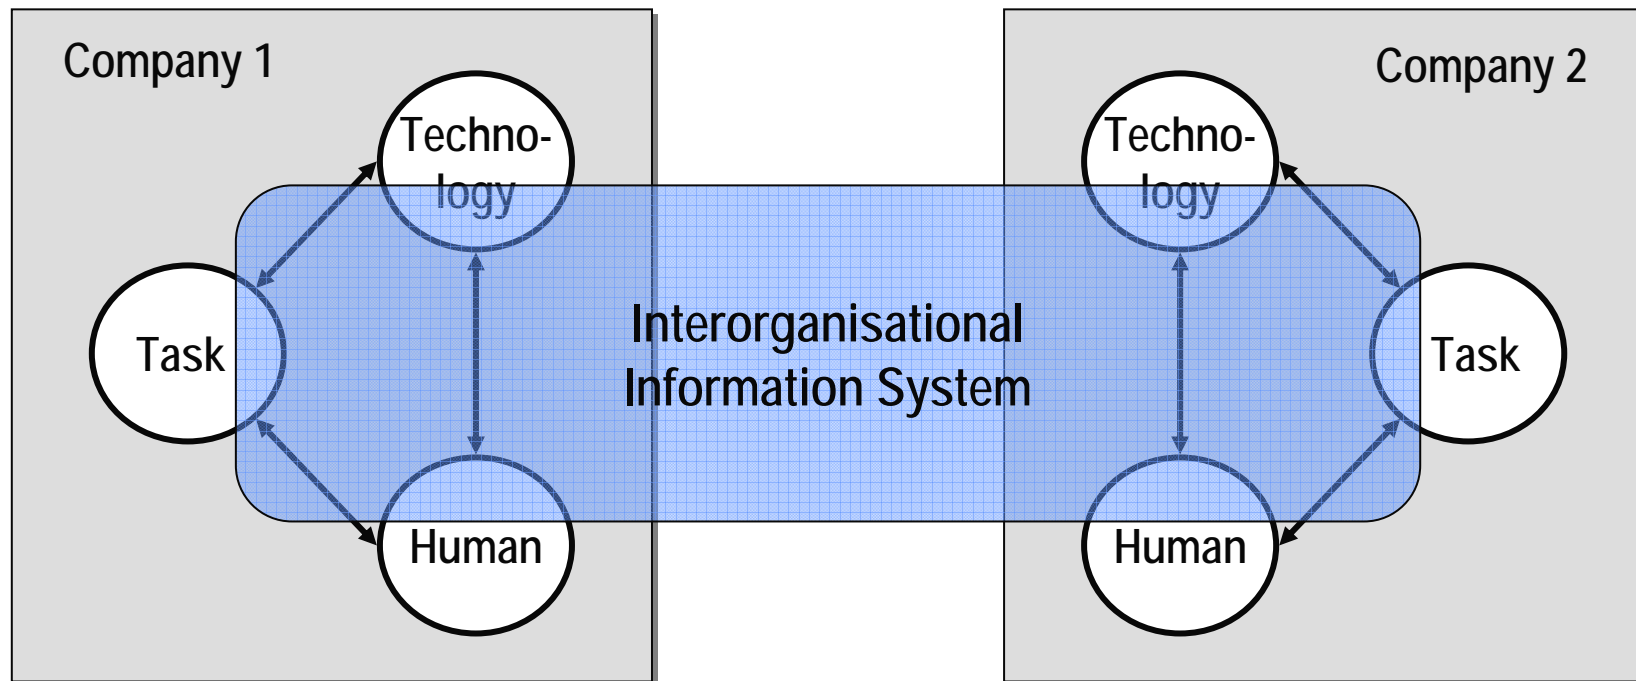 Company 1
Techno-
logy
Task
Human
Interorganisational
Information System
Company 2
Techno-
logy
Task
Human